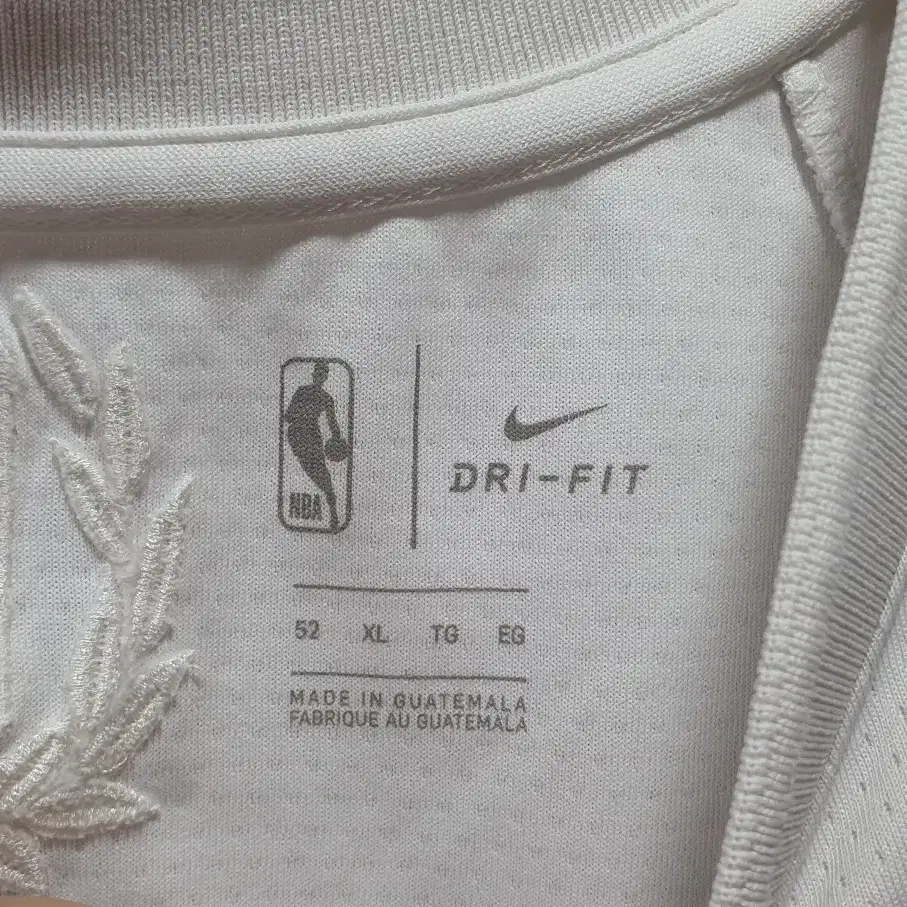 NBA
DRI-FIT
52 XL TG EG
MADE IN GUATEMALA
FABRIQUE AU GUATEMALA